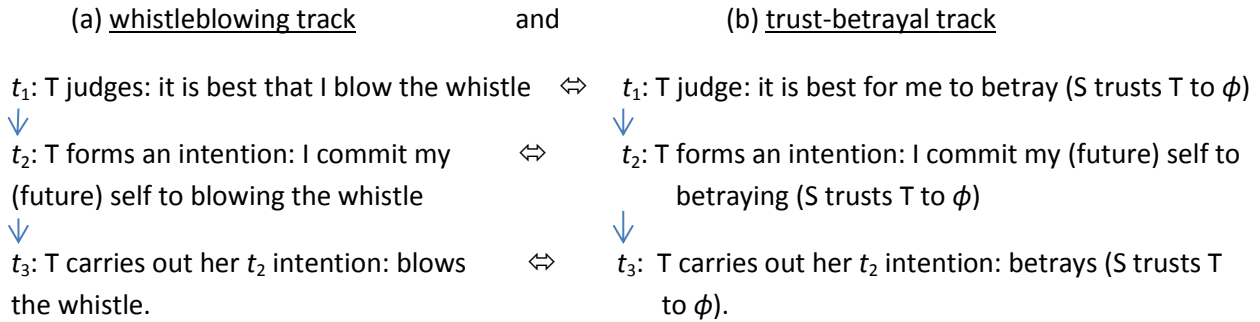 (a) whistleblowing track and (b) trust-betrayal track
t₁: T judges: it is best that I blow the whistle ⇔ t₁: T judge: it is best for me to betray (S trusts T to ϕ)
↓ ↓
t₂: T forms an intention: I commit my ⇔ t₂: T forms an intention: I commit my (future) self to
(future) self to blowing the whistle betraying (S trusts T to ϕ)
↓ ↓
t₃: T carries out her t₂ intention: blows ⇔ t₃: T carries out her t₂ intention: betrays (S trusts T
the whistle. to ϕ).